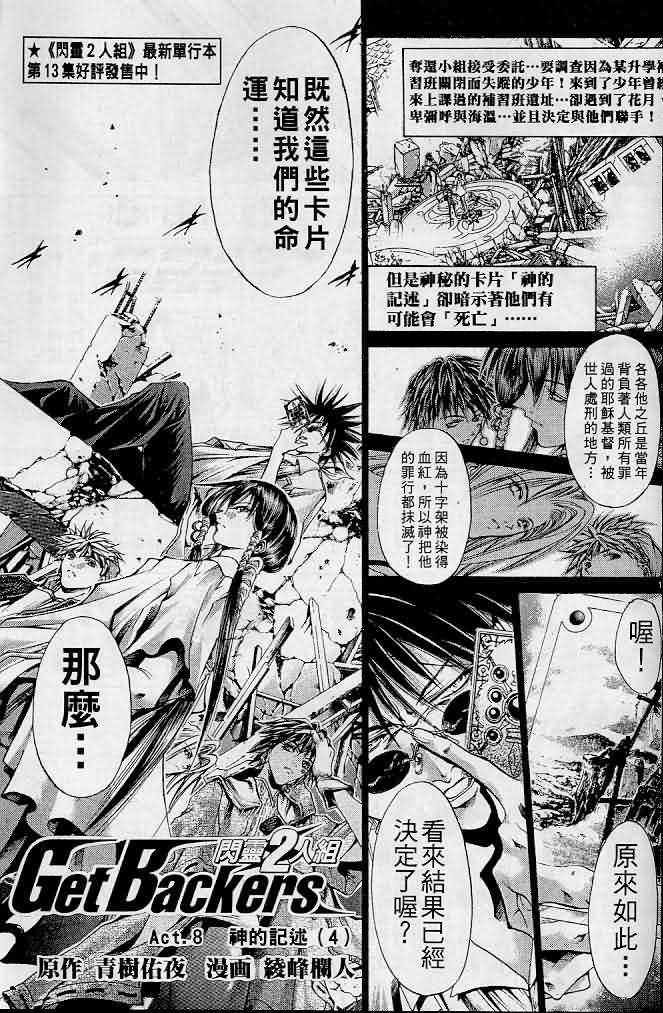 奪還小組接受委託…要調查因為某升學補
習班關閉而失蹤的少年！來到了少年曾經
來上課過的補習班遺址…卻遇到了花月、
卑彌呼與海溫…並且決定與他們聯手！
但是神秘的卡片「神的
記述」卻暗示著他們有
可能會「死亡」……
各各他之丘是當年
背負著人類所有罪
過的耶穌基督，被
世人處刑的地方…
因為十字架被染得
血紅，所以神把他
的罪行都抹滅了！
喔！
原來如此…
看來結果已經
決定了喔？
★《閃靈２人組》最新單行本
第13集好評發售中！
既然這些卡片
知道我們的命
運……
那麼…
閃靈2人組
GetBackers
Act.8 神的記述（4）
原作 青樹佑夜 漫画 綾峰欄人